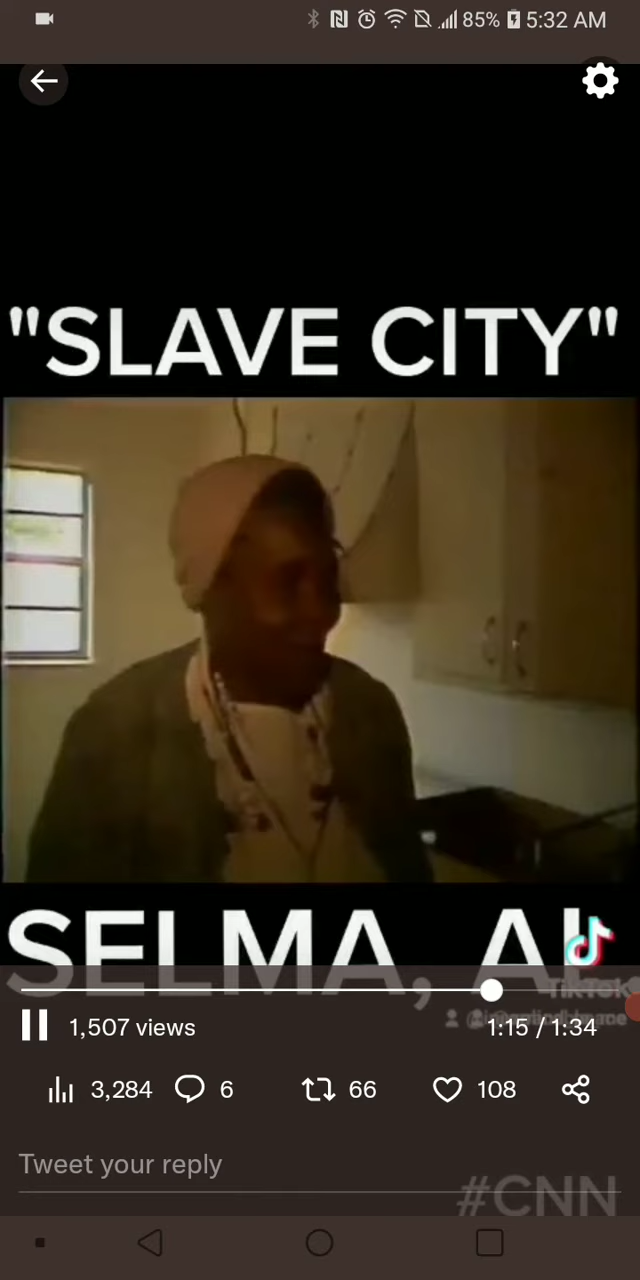 85% 5:32 AM
"SLAVE CITY"
SELMA, AL
TikTok
1,507 views
1:15 / 1:34
3,284 6 66 108
Tweet your reply
#CNN